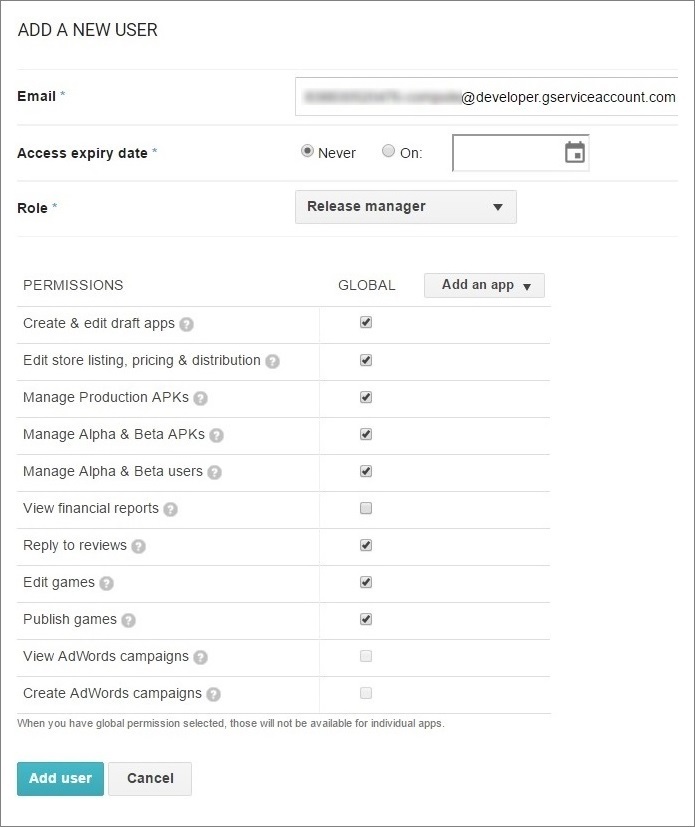 ADD A NEW USER
Email *
@developer.gserviceaccount.com
Access expiry date *
Never
On:
Role *
Release manager
PERMISSIONS
GLOBAL
Add an app
Create & edit draft apps ?
Edit store listing, pricing & distribution ?
Manage Production APKs ?
Manage Alpha & Beta APKs ?
Manage Alpha & Beta users ?
View financial reports ?
Reply to reviews ?
Edit games ?
Publish games ?
View AdWords campaigns ?
Create AdWords campaigns ?
When you have global permission selected, those will not be available for individual apps.
Add user
Cancel